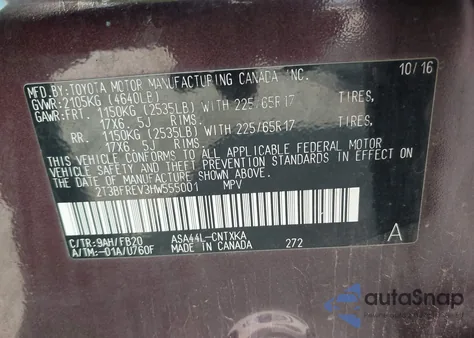 MFD.BY:TOYOTA MOTOR MANUFACTURING CANADA INC. 10/16
GVWR:2105KG (4640LB)
GAWR:FRT. 1150KG (2535LB) WITH 225/65R17 TIRES,
17X6.5J RIMS.
RR. 1150KG (2535LB) WITH 225/65R17 TIRES,
17X6.5J RIMS.
THIS VEHICLE CONFORMS TO ALL APPLICABLE FEDERAL MOTOR
VEHICLE SAFETY AND THEFT PREVENTION STANDARDS IN EFFECT ON
THE DATE OF MANUFACTURE SHOWN ABOVE.
2T3BFREV3HW555001 MPV
C/TR:9AH/FB20 ASA44L-CNTXKA
A/TM:-01A/U760F MADE IN CANADA 272 A
autoSnap